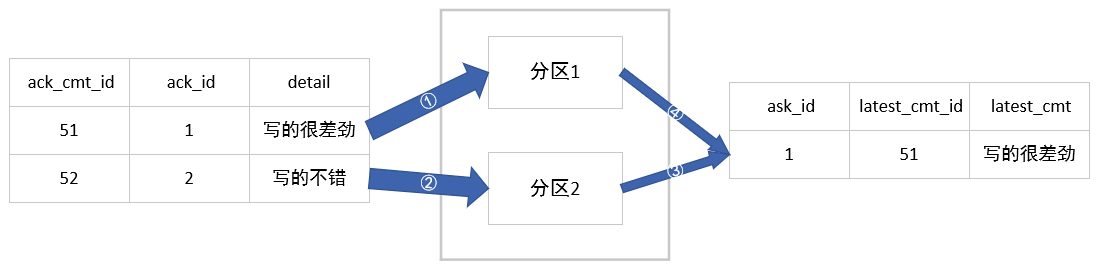 ack_cmt_id ack_id detail
51 1 写的很差劲
52 2 写的不错
①
②
分区1
分区2
④
③
ask_id latest_cmt_id latest_cmt
1 51 写的很差劲